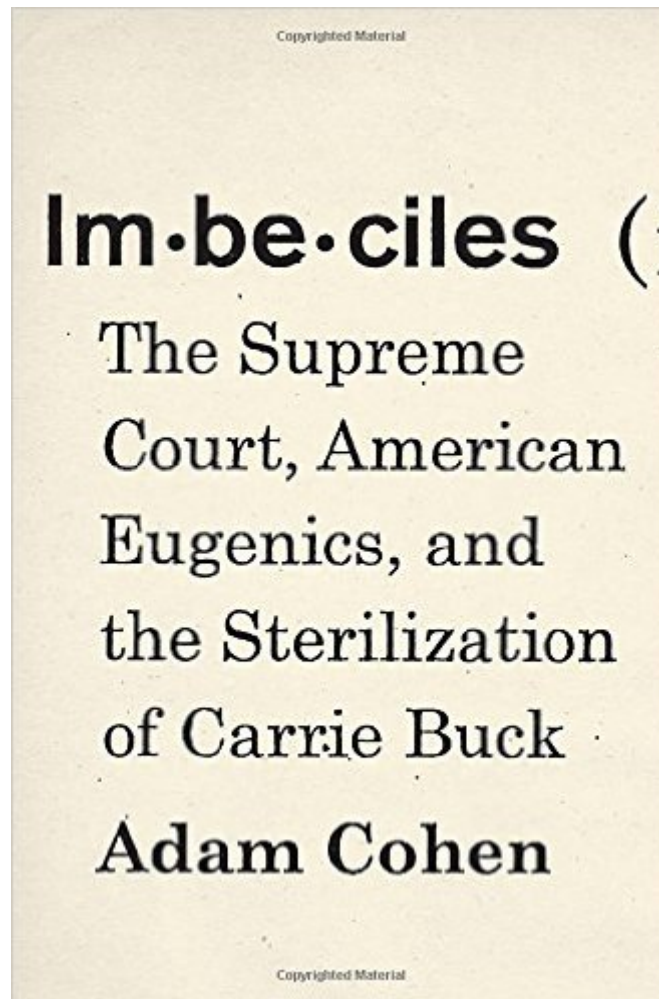 Copyrighted Material
Im·be·ciles (
The Supreme
Court, American
Eugenics, and
the Sterilization
of Carrie Buck
Adam Cohen
Copyrighted Material